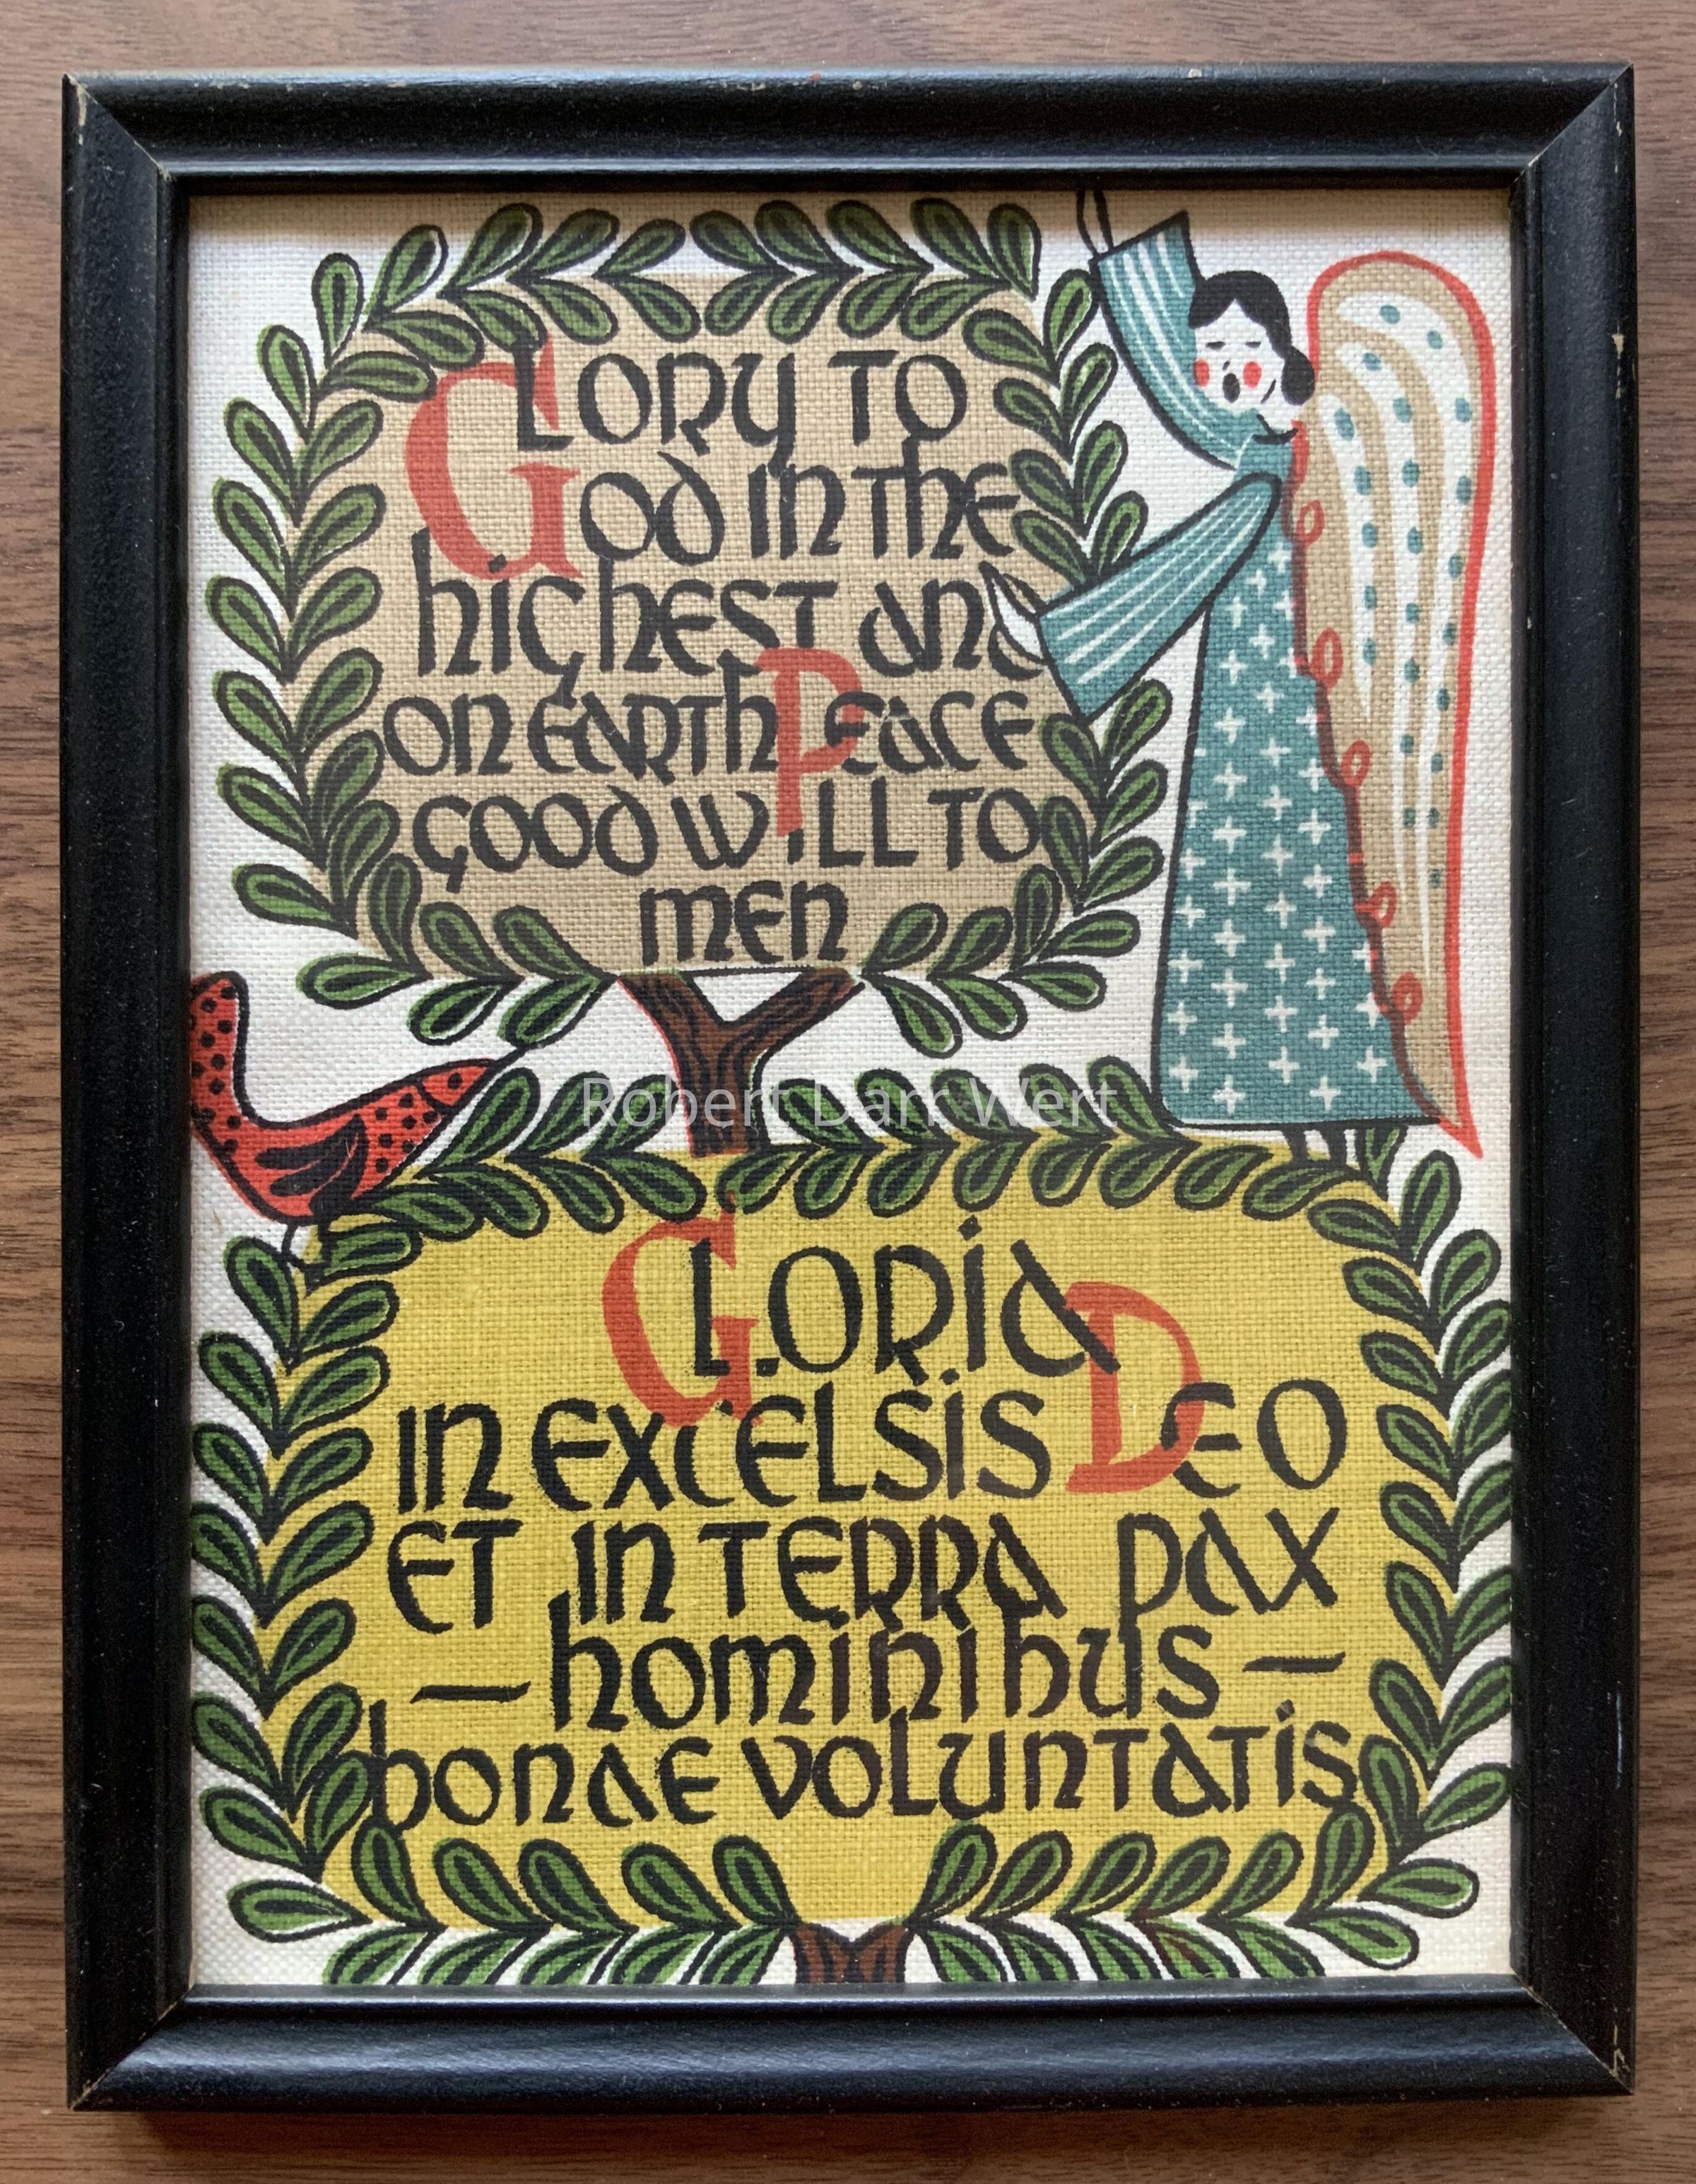 GLORY TO
GOD IN THE
highEST and
ON EARTH PEACE
GOOD WILL TO
MEN
Robert Darr Wert
GLORIA
IN EXCELSIS DEO
ET IN TERRA PAX
— hominibus —
bonae voluntatis